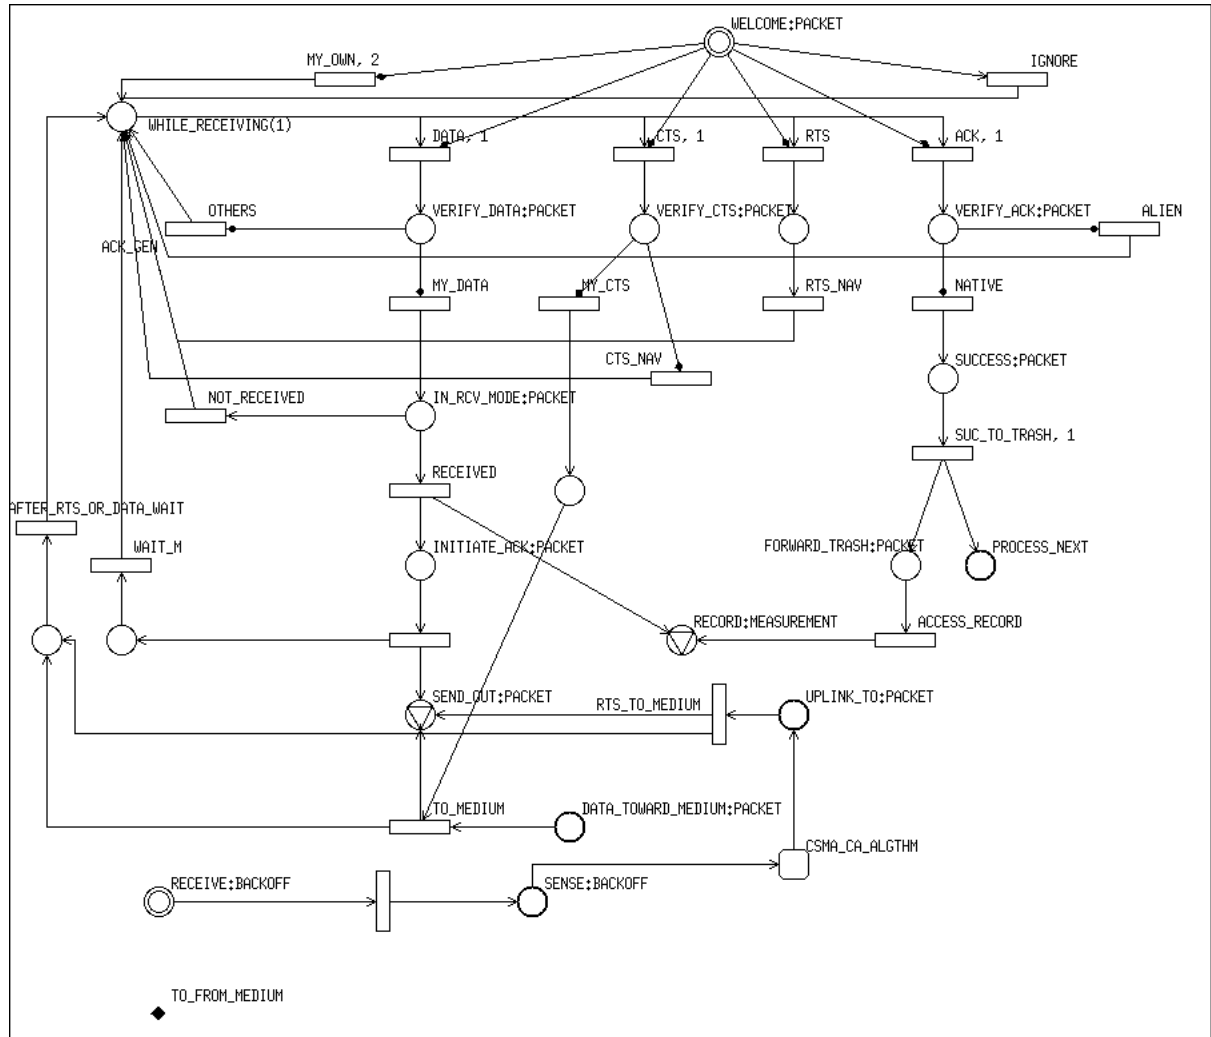 WELCOME:PACKET
MY_OWN, 2
IGNORE
WHILE_RECEIVING(1)
DATA, 1
CTS, 1
RTS
ACK, 1
OTHERS
VERIFY_DATA:PACKET
VERIFY_CTS:PACKET
VERIFY_ACK:PACKET
ALIEN
ACK_GEN
MY_DATA
MY_CTS
RTS_NAV
NATIVE
CTS_NAV
SUCCESS:PACKET
NOT_RECEIVED
IN_RCV_MODE:PACKET
SUC_TO_TRASH, 1
RECEIVED
AFTER_RTS_OR_DATA_WAIT
WAIT_M
INITIATE_ACK:PACKET
FORWARD_TRASH:PACKET
PROCESS_NEXT
RECORD:MEASUREMENT
ACCESS_RECORD
SEND_OUT:PACKET
RTS_TO_MEDIUM
UPLINK_TO:PACKET
TO_MEDIUM
DATA_TOWARD_MEDIUM:PACKET
CSMA_CA_ALGTHM
RECEIVE:BACKOFF
SENSE:BACKOFF
TO_FROM_MEDIUM